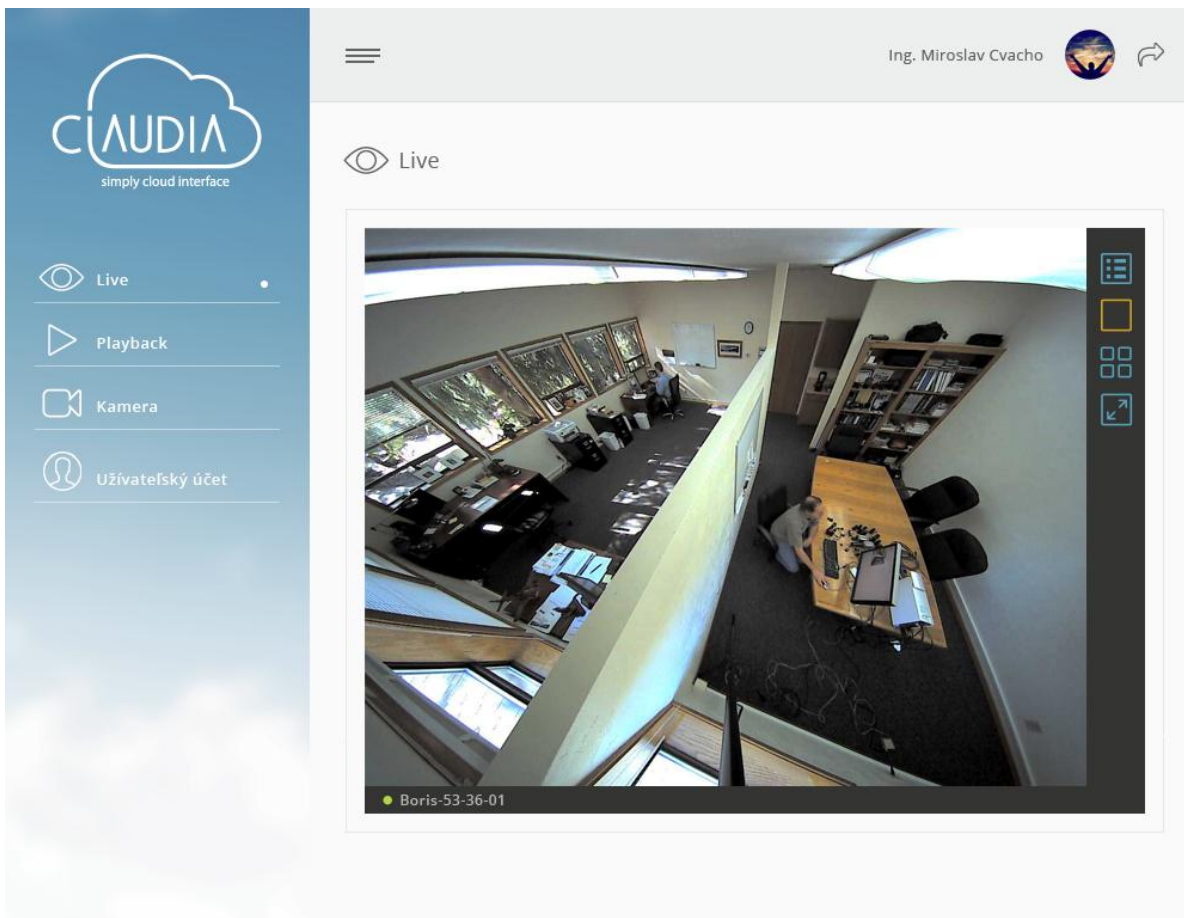 CLAUDIA
simply cloud interface
Live
Playback
Kamera
Užívateľský účet
Ing. Miroslav Cvacho
Live
Boris-53-36-01